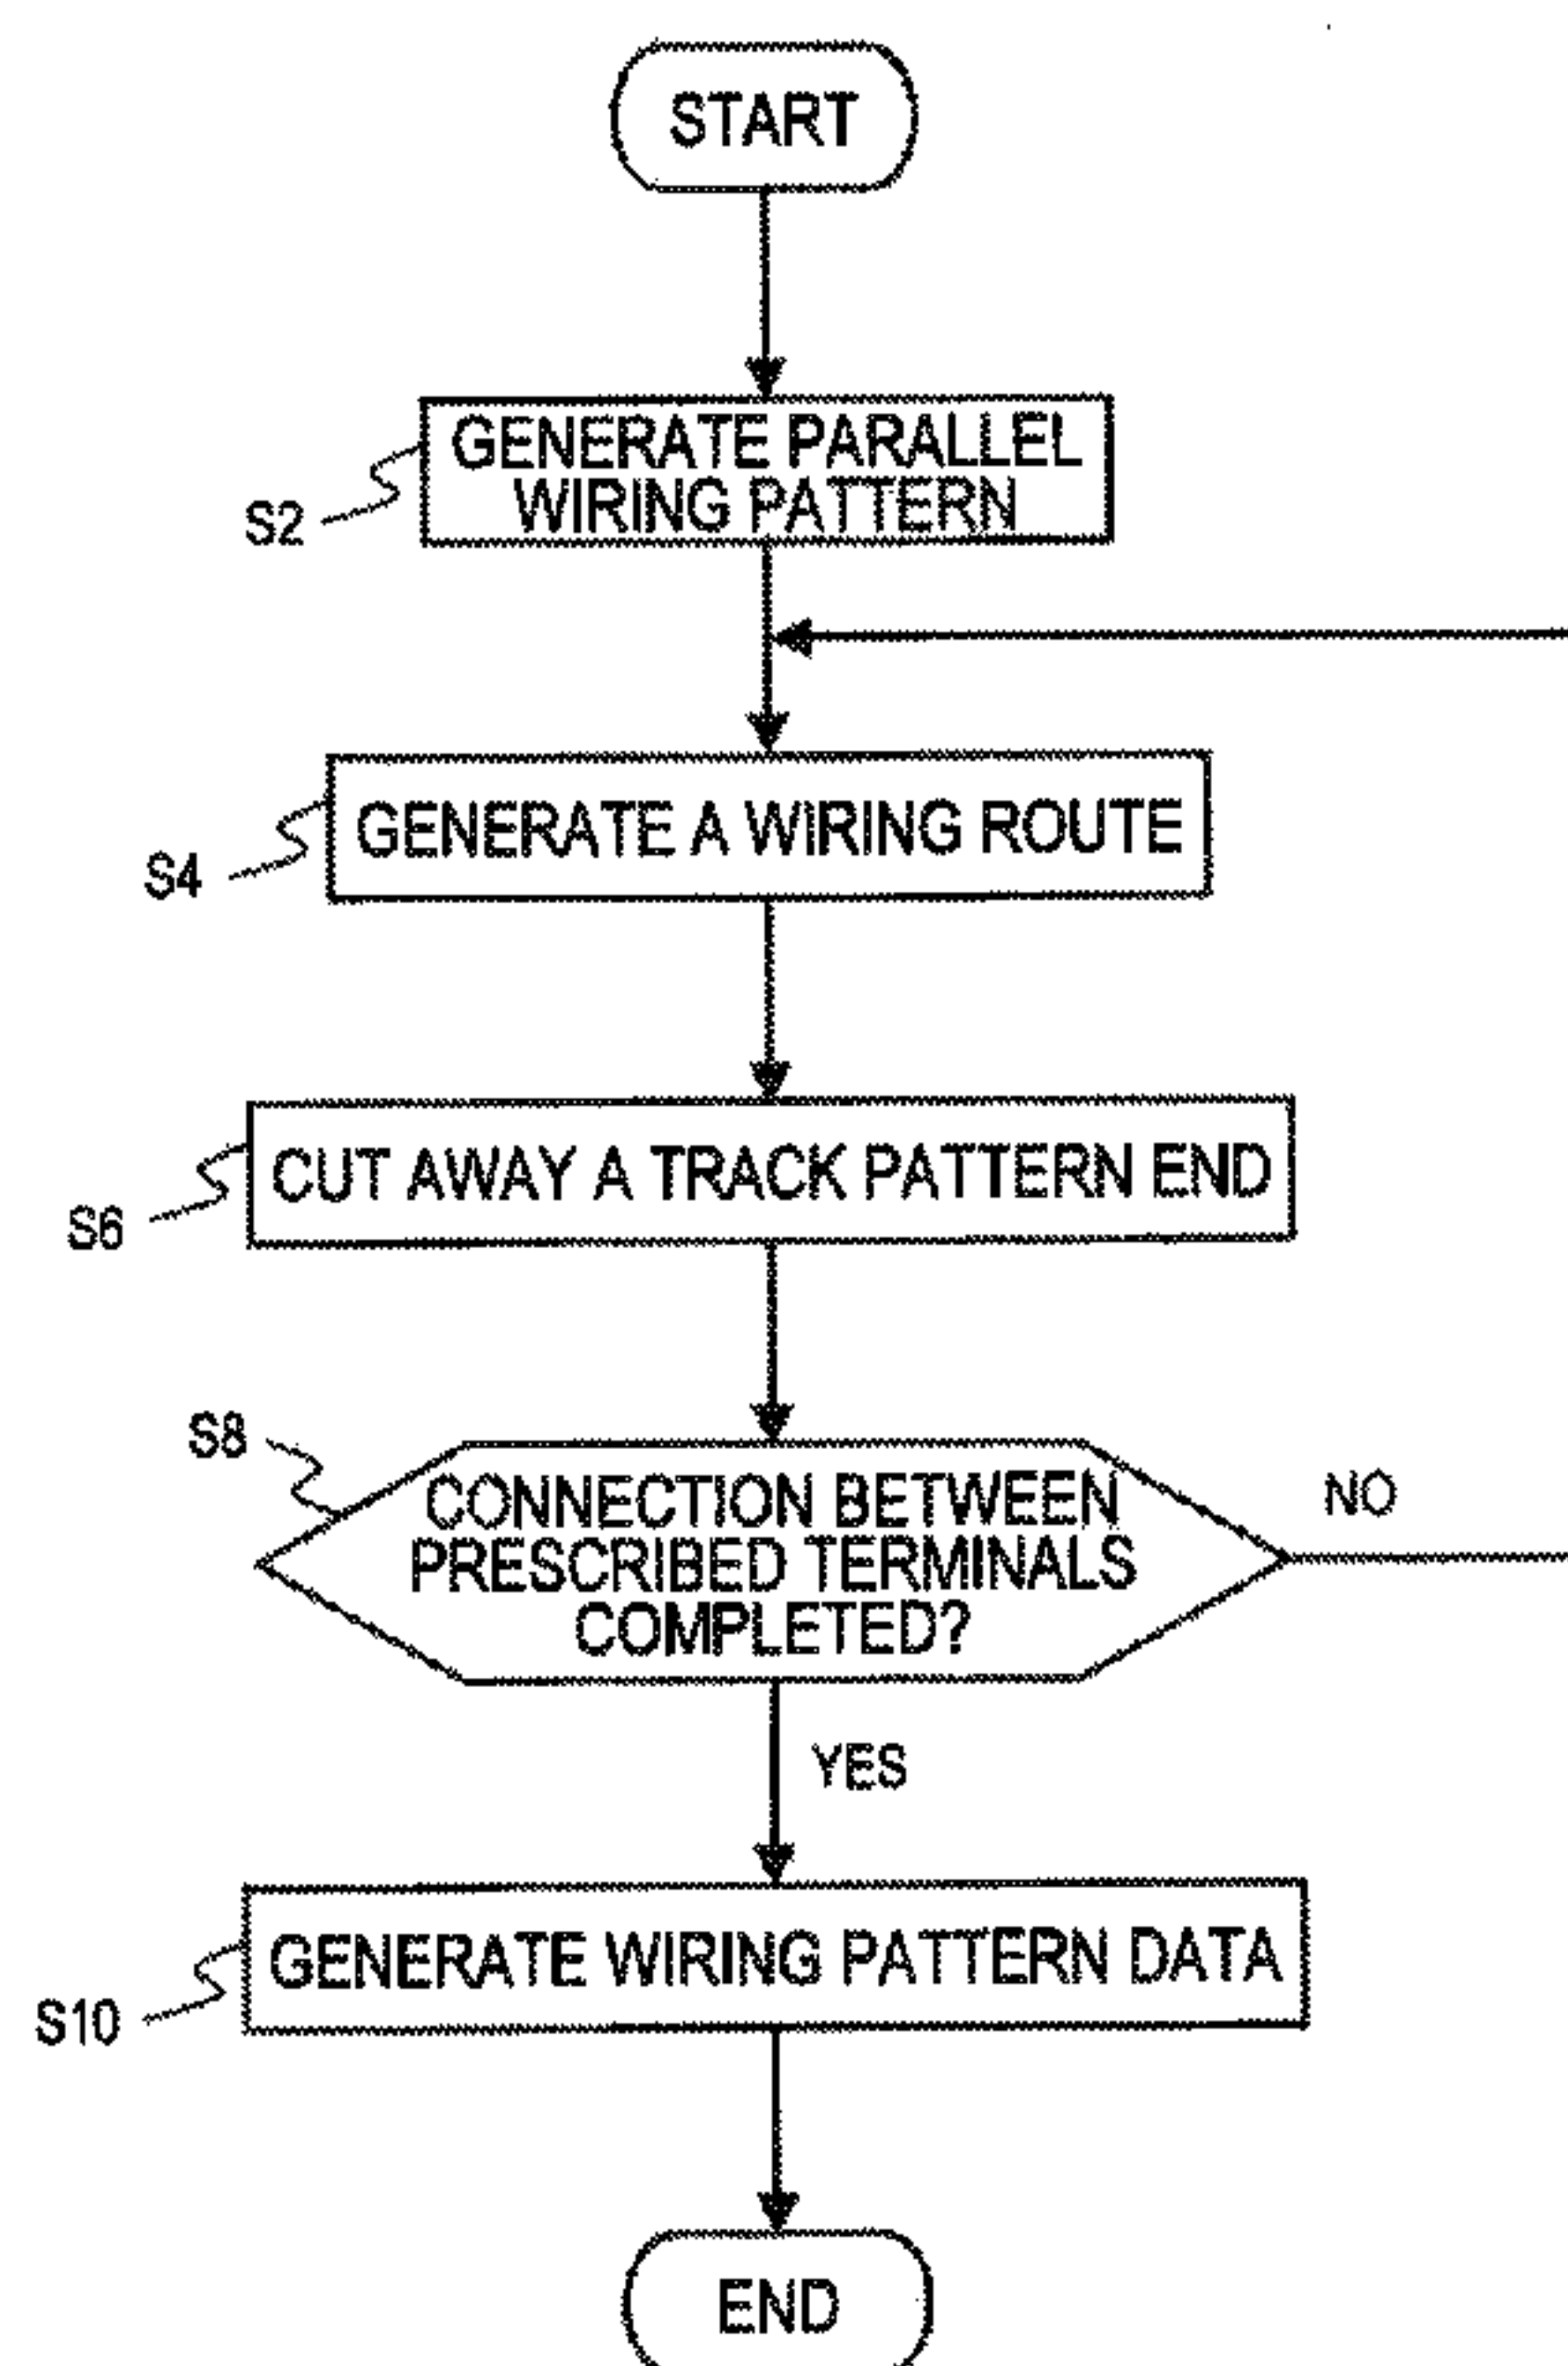 START
GENERATE PARALLEL
WIRING PATTERN
S2
GENERATE A WIRING ROUTE
S4
CUT AWAY A TRACK PATTERN END
S6
S8
CONNECTION BETWEEN
PRESCRIBED TERMINALS
COMPLETED?
NO
YES
GENERATE WIRING PATTERN DATA
S10
END